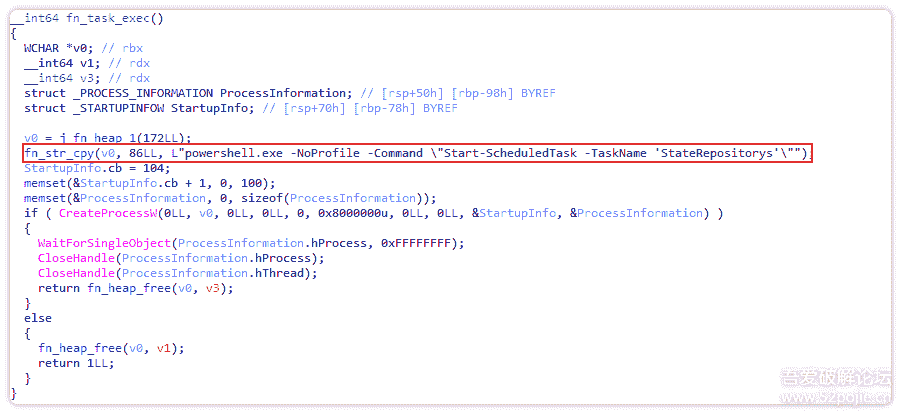 __int64 fn_task_exec()
{
WCHAR *v0; // rbx
__int64 v1; // rdx
__int64 v3; // rdx
struct _PROCESS_INFORMATION ProcessInformation; // [rsp+50h] [rbp-98h] BYREF
struct _STARTUPINFOW StartupInfo; // [rsp+70h] [rbp-78h] BYREF
v0 = j_fn_heap_1(172LL);
fn_str_cpy(v0, 86LL, L"powershell.exe -NoProfile -Command \"Start-ScheduledTask -TaskName 'StateRepositorys'\"");
StartupInfo.cb = 104;
memset(&StartupInfo.cb + 1, 0, 100);
memset(&ProcessInformation, 0, sizeof(ProcessInformation));
if ( CreateProcessW(0LL, v0, 0LL, 0LL, 0, 0x8000000u, 0LL, 0LL, &StartupInfo, &ProcessInformation) )
{
WaitForSingleObject(ProcessInformation.hProcess, 0xFFFFFFFF);
CloseHandle(ProcessInformation.hProcess);
CloseHandle(ProcessInformation.hThread);
return fn_heap_free(v0, v3);
}
else
{
fn_heap_free(v0, v1);
return 1LL;
}
}
吾爱破解论坛
www.52pojie.cn